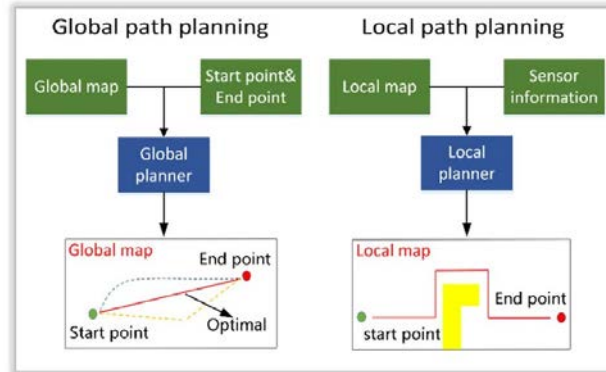 Global path planning
Local path planning
Global map
Start point&
End point
Local map
Sensor
information
Global
planner
Local
planner
Global map
End point
Start point
Optimal
Local map
start point
End point